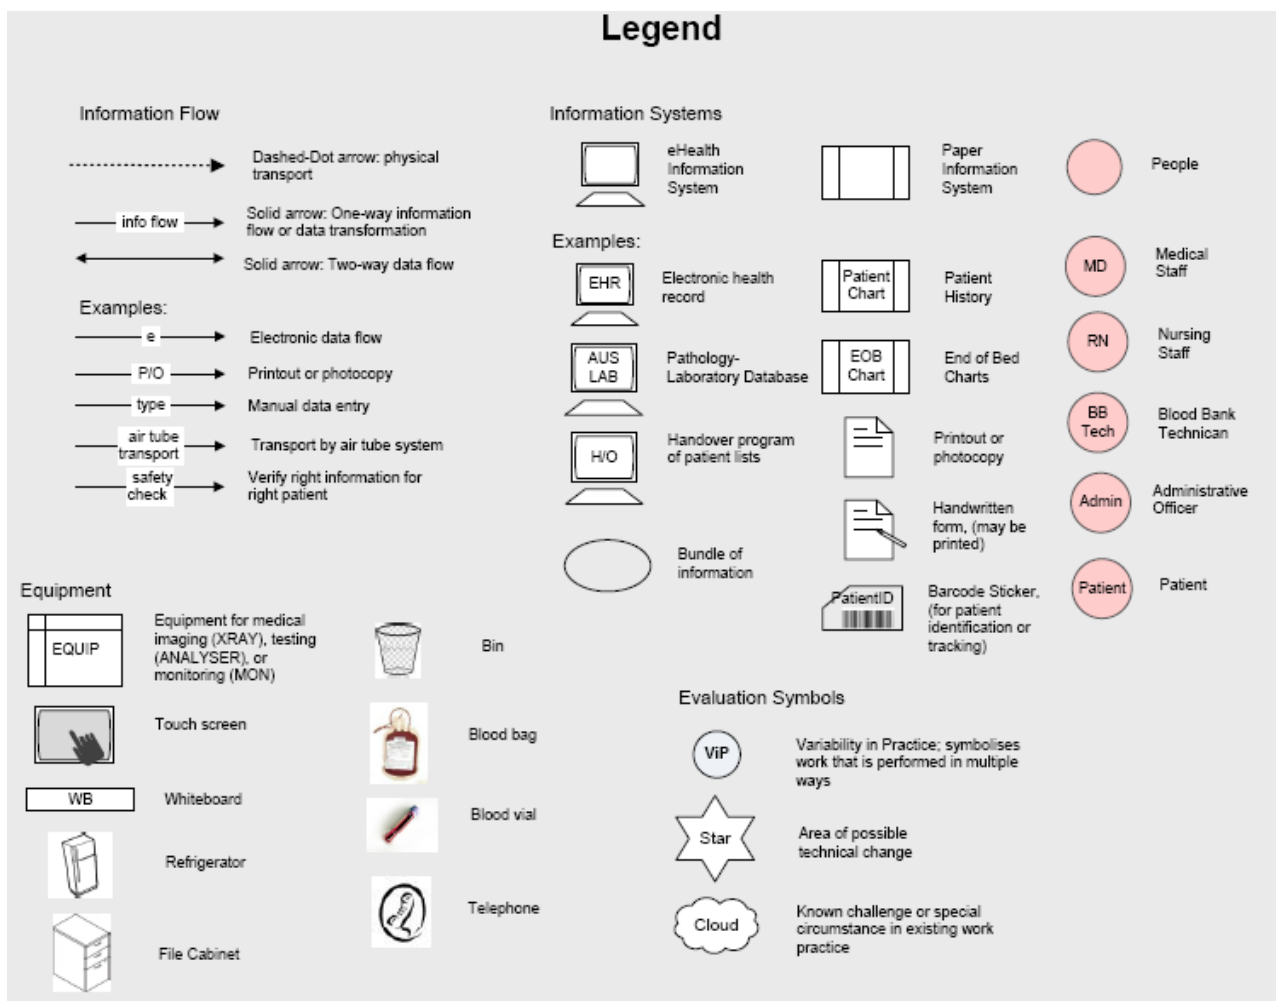 Legend
Information Flow
Dashed-Dot arrow: physical
transport
info flow
Solid arrow: One-way information
flow or data transformation
Solid arrow: Two-way data flow
Examples:
e
Electronic data flow
P/O
Printout or photocopy
type
Manual data entry
air tube
transport
Transport by air tube system
safety
check
Verify right information for
right patient
Information Systems
eHealth
Information
System
Examples:
EHR
Electronic health
record
AUS
LAB
Pathology-
Laboratory Database
H/O
Handover program
of patient lists
Bundle of
information
Paper
Information
System
Patient
Chart
Patient
History
EOB
Chart
End of Bed
Charts
Printout or
photocopy
Handwritten
form, (may be
printed)
PatientID
Barcode Sticker,
(for patient
identification or
tracking)
People
MD
Medical
Staff
RN
Nursing
Staff
BB
Tech
Blood Bank
Technican
Admin
Administrative
Officer
Patient
Patient
Equipment
EQUIP
Equipment for medical
imaging (XRAY), testing
(ANALYSER), or
monitoring (MON)
Touch screen
WB
Whiteboard
Refrigerator
File Cabinet
Bin
Blood bag
Blood vial
Telephone
Evaluation Symbols
ViP
Variability in Practice; symbolises
work that is performed in multiple
ways
Star
Area of possible
technical change
Cloud
Known challenge or special
circumstance in existing work
practice